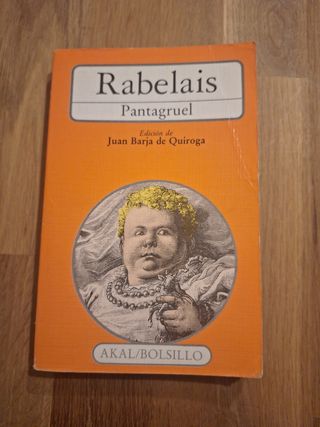 Rabelais
Pantagruel
Edición de
Juan Barja de Quiroga
AKAL/BOLSILLO